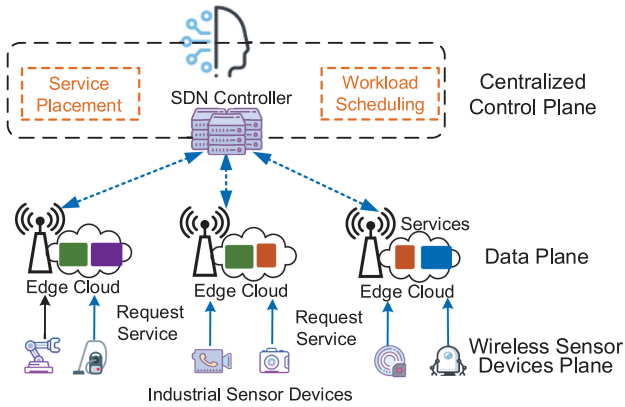 Service
Placement
SDN Controller
Workload
Scheduling
Centralized
Control Plane
Services
Data Plane
Edge Cloud
Edge Cloud
Edge Cloud
Request
Service
Request
Service
Wireless Sensor
Devices Plane
Industrial Sensor Devices